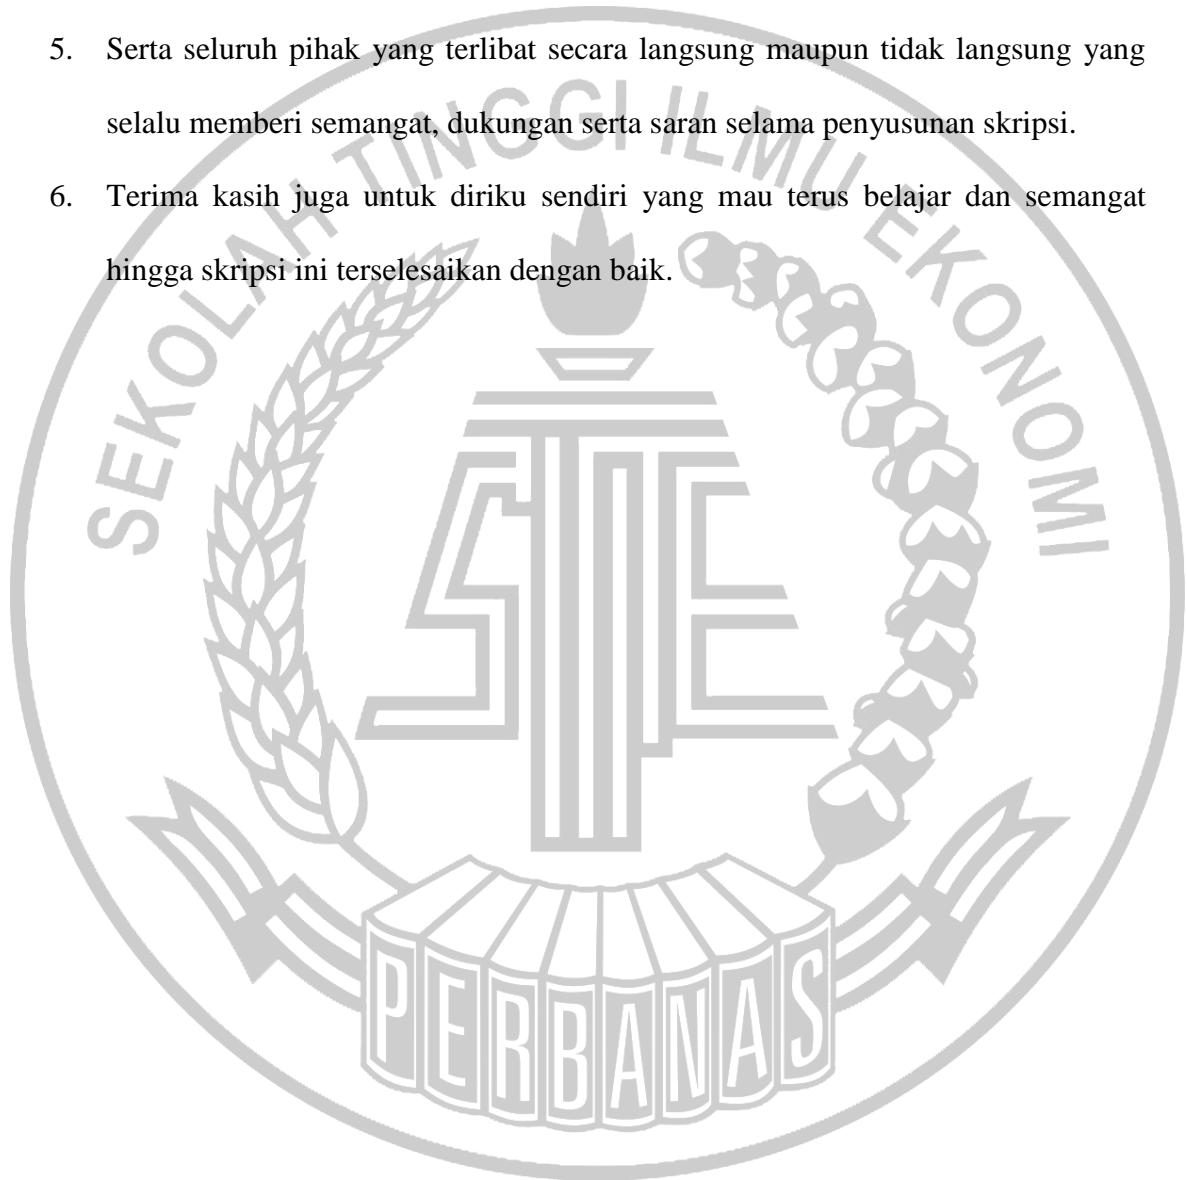 5. Serta seluruh pihak yang terlibat secara langsung maupun tidak langsung yang
selalu memberi semangat, dukungan serta saran selama penyusunan skripsi.
6. Terima kasih juga untuk diriku sendiri yang mau terus belajar dan semangat
hingga skripsi ini terselesaikan dengan baik.
SEKOLAH TINGGI ILMU EKONOMI
STIE
PERBANAS